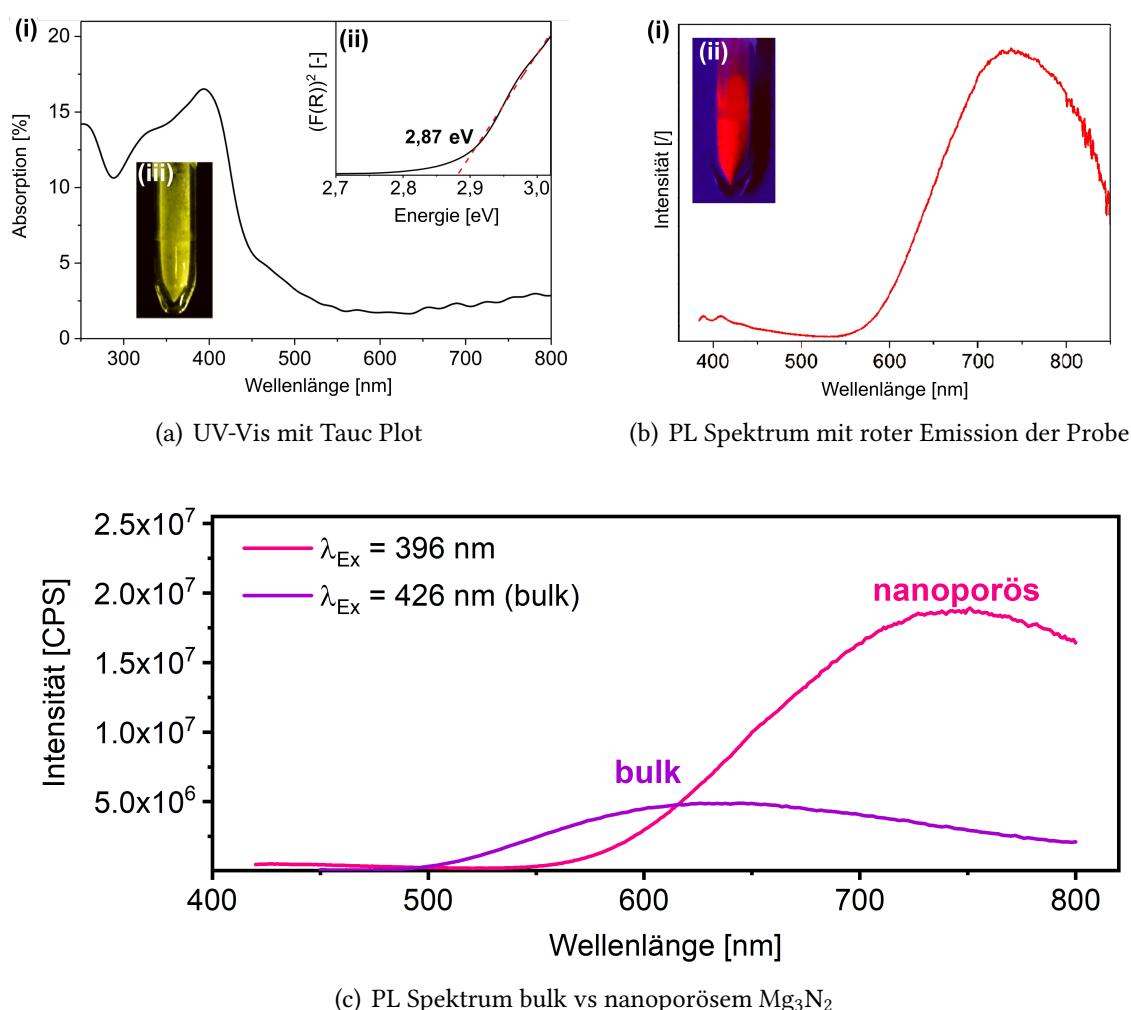 (i)
20
15
10
5
0
Absorption [%]
300 400 500 600 700 800
Wellenlänge [nm]
(ii)
(F(R))² [-]
2,87 eV
2,7 2,8 2,9 3,0
Energie [eV]
(iii)
(a) UV-Vis mit Tauc Plot
(i)
(ii)
Intensität [/]
400 500 600 700 800
Wellenlänge [nm]
(b) PL Spektrum mit roter Emission der Probe
2.5x10⁷
2.0x10⁷
1.5x10⁷
1.0x10⁷
5.0x10⁶
Intensität [CPS]
λEx = 396 nm
λEx = 426 nm (bulk)
nanoporös
bulk
400 500 600 700 800
Wellenlänge [nm]
(c) PL Spektrum bulk vs nanoporösem Mg₃N₂